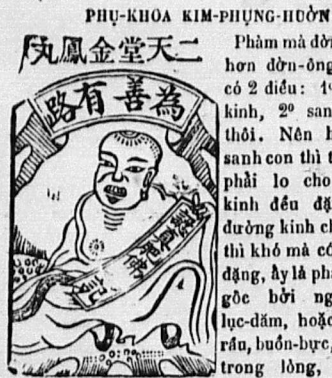 PHỤ-KHOA KIM-PHỤNG-HUỜN
二天堂金鳳丸
為善有路
Phàm mà đờn
hơn đờn-ông
có 2 điều: 1º
kinh, 2º san
thôi. Nên h
sanh con thì t
phải lo cho
kinh đều đặ
đường kinh ch
thì khó mà có
đặng, ấy là ph
gốc bởi ng
lục-dăm, hoặc
rầu, buồn-bực,
trong lòng,